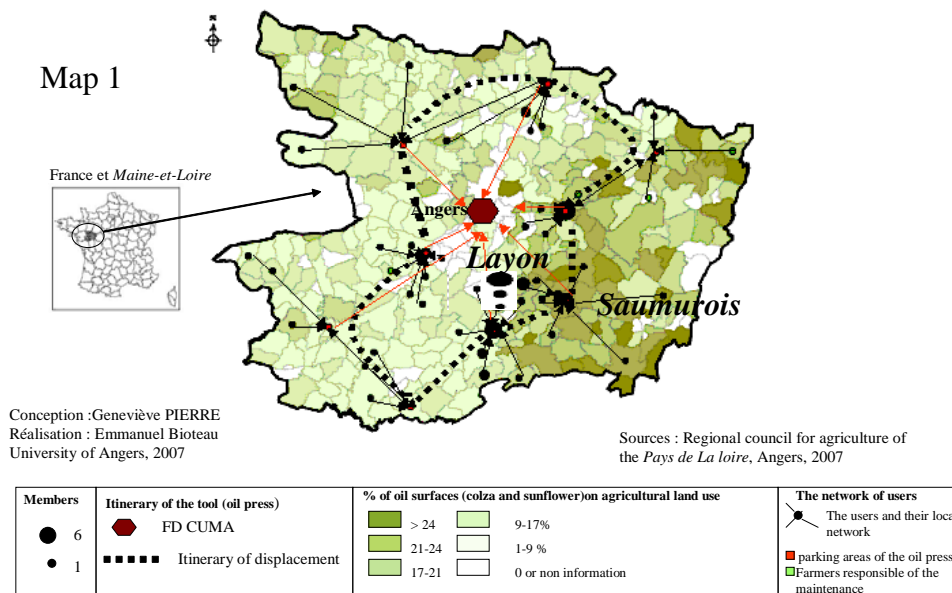 Map 1
France et Maine-et-Loire
Angers
Layon
Saumurois
Conception :Geneviève PIERRE
Réalisation : Emmanuel Bioteau
University of Angers, 2007
Sources : Regional council for agriculture of
the Pays de La loire, Angers, 2007
Members
6
1
Itinerary of the tool (oil press)
FD CUMA
Itinerary of displacement
% of oil surfaces (colza and sunflower)on agricultural land use
> 24
21-24
17-21
9-17%
1-9 %
0 or non information
The network of users
The users and their loca
network
parking areas of the oil press
Farmers responsible of the
maintenance